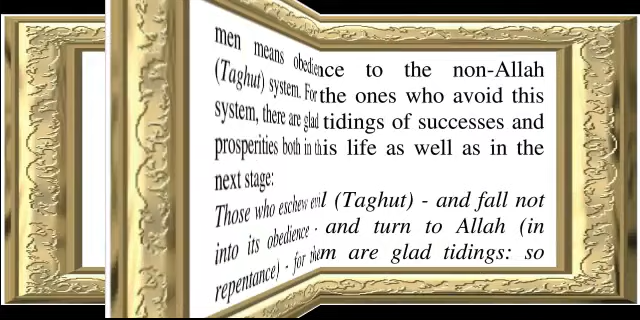 men means obedience to the non-Allah
(Taghut) system. For the ones who avoid this
system, there are glad tidings of successes and
prosperities both in this life as well as in the
next stage:
Those who eschew evil (Taghut) - and fall not
into its obedience - and turn to Allah (in
repentance) - for them are glad tidings: so